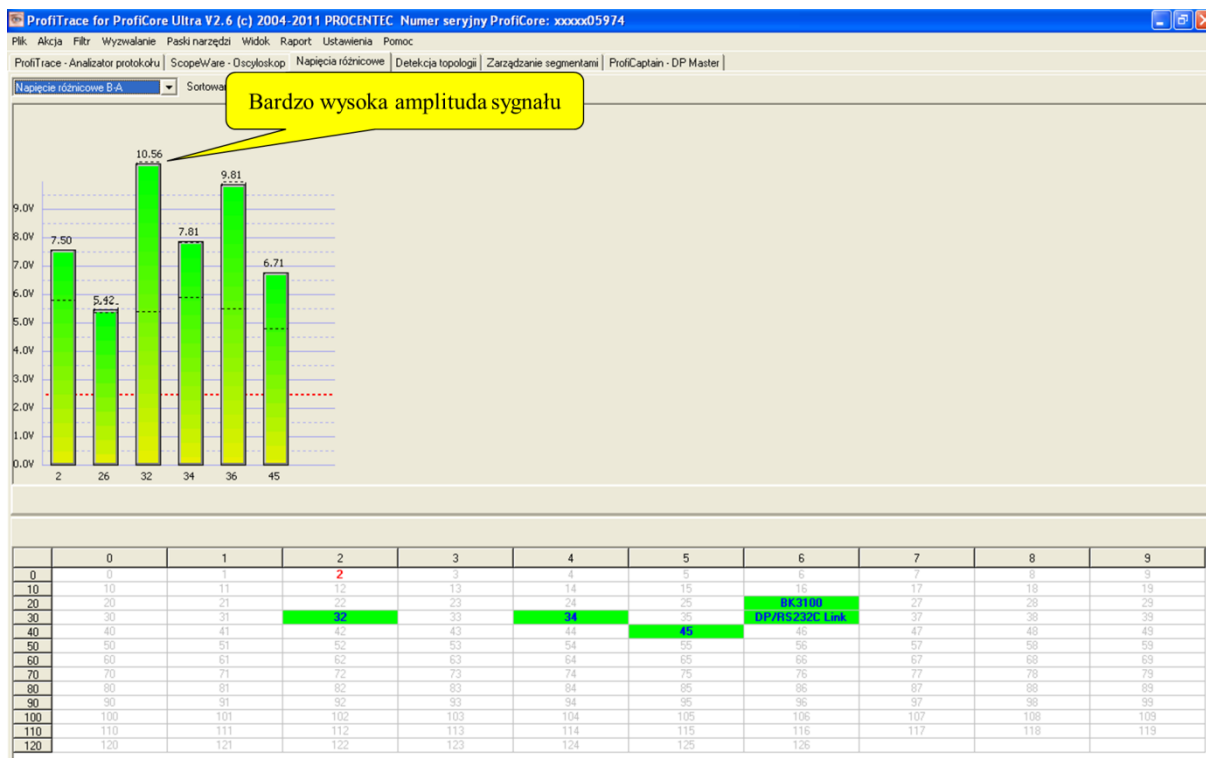 ProfiTrace for ProfiCore Ultra V2.6 (c) 2004-2011 PROCENTEC Numer seryjny ProfiCore: xxxxx05974
Plik Akcja Filtr Wyzwalanie Paski narzędzi Widok Raport Ustawienia Pomoc
ProfiTrace - Analizator protokołu ScopeWare - Oscyloskop Napięcia różnicowe Detekcja topologii Zarządzanie segmentami ProfiCaptain - DP Master
Napięcie różnicowe B-A
Bardzo wysoka amplituda sygnału
10.56
9.81
9.0V
8.0V 7.50 7.81
7.0V 6.71
6.0V 5.42
5.0V
4.0V
3.0V
2.0V
1.0V
0.0V
2 26 32 34 36 45
0 1 2 3 4 5 6 7 8 9
0 0 1 2 3 4 5 6 7 8 9
10 10 11 12 13 14 15 16 17 18 19
20 20 21 22 23 24 25 BK3100 27 28 29
30 30 31 32 33 34 35 DP/RS232C Link 37 38 39
40 40 41 42 43 44 45 46 47 48 49
50 50 51 52 53 54 55 56 57 58 59
60 60 61 62 63 64 65 66 67 68 69
70 70 71 72 73 74 75 76 77 78 79
80 80 81 82 83 84 85 86 87 88 89
90 90 91 92 93 94 95 96 97 98 99
100 100 101 102 103 104 105 106 107 108 109
110 110 111 112 113 114 115 116 117 118 119
120 120 121 122 123 124 125 126